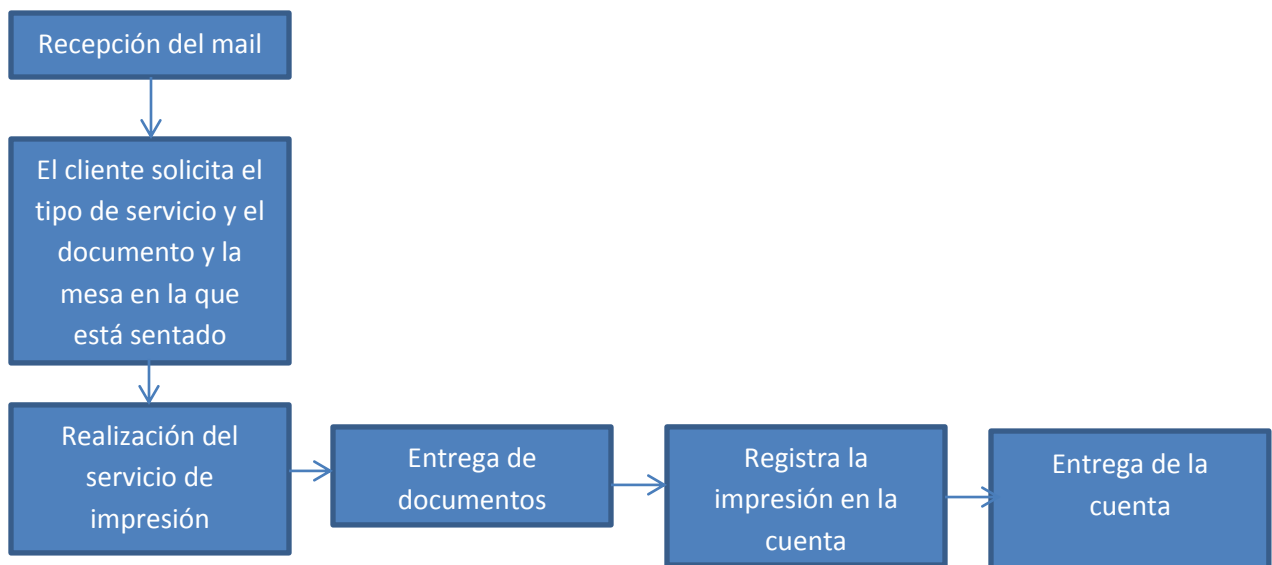 Recepción del mail
El cliente solicita el
tipo de servicio y el
documento y la
mesa en la que
está sentado
Realización del
servicio de
impresión
Entrega de
documentos
Registra la
impresión en la
cuenta
Entrega de la
cuenta